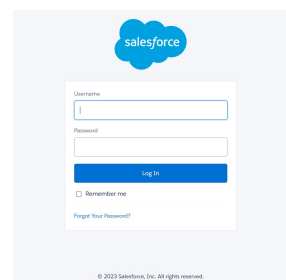 salesforce
Username
Password
Log In
Remember me
Forgot Your Password?
© 2023 Salesforce, Inc. All rights reserved.